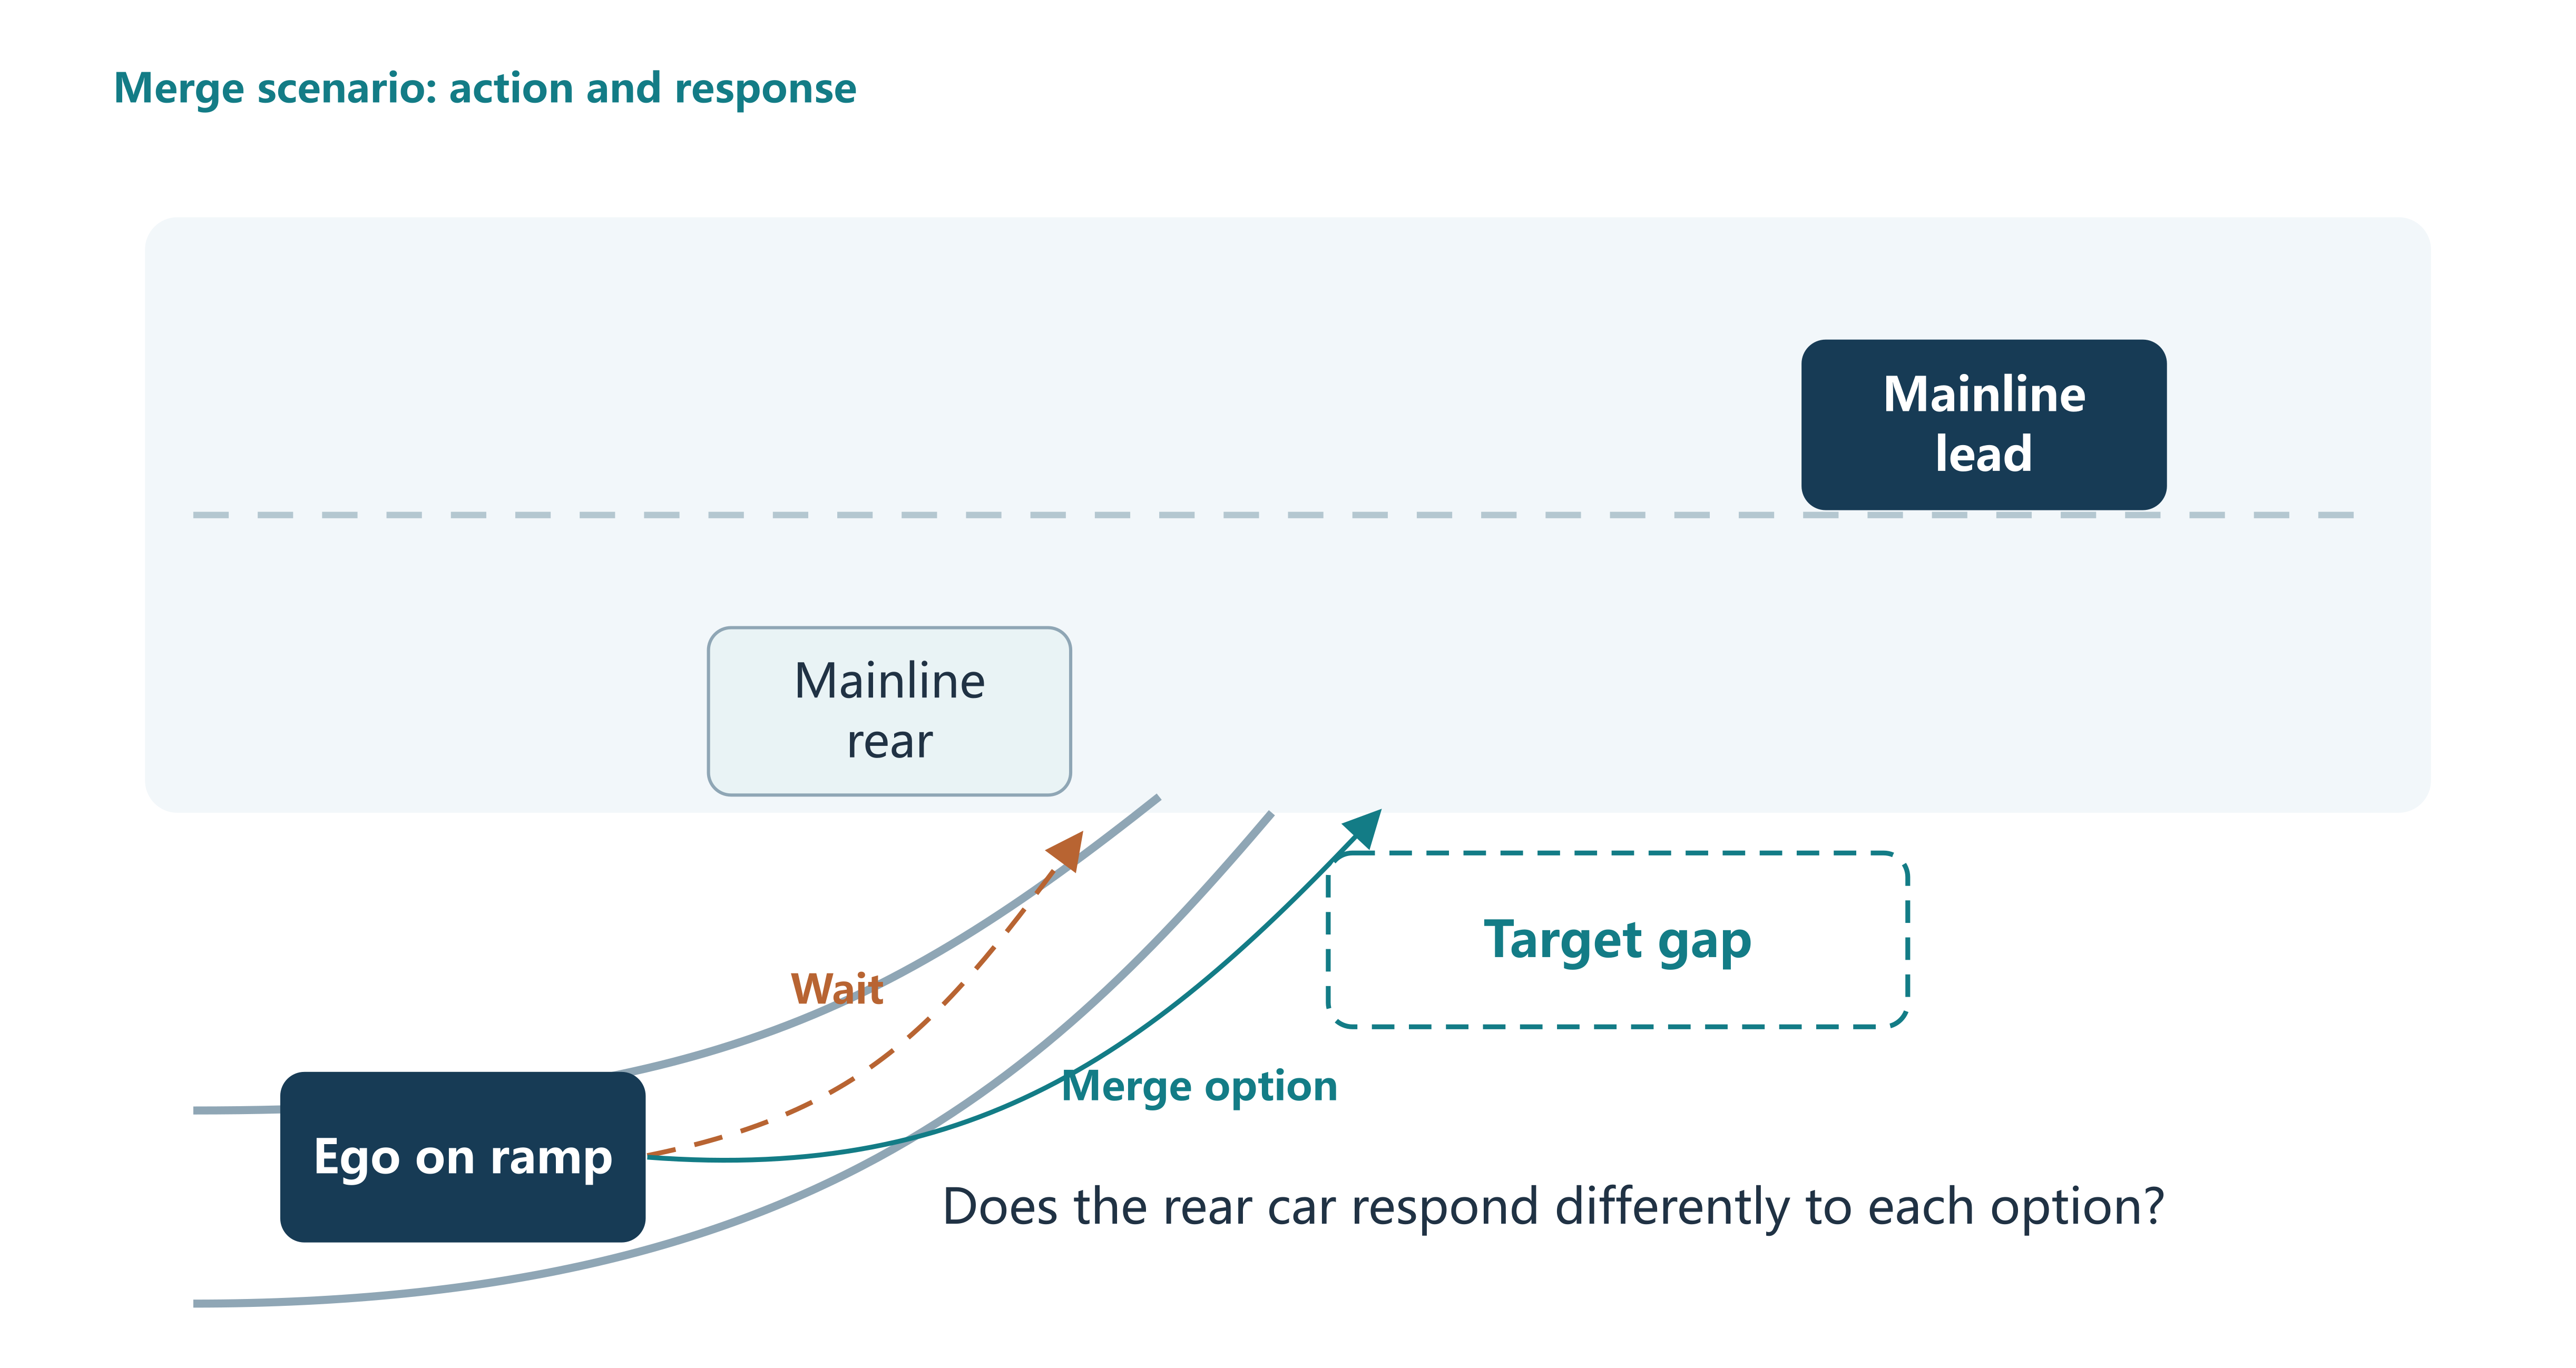 Merge scenario: action and response
Mainline
lead
Mainline
rear
Wait
Target gap
Merge option
Ego on ramp
Does the rear car respond differently to each option?